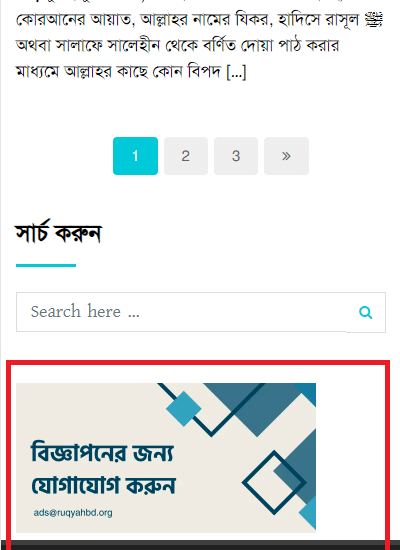 কোরআনের আয়াত, আল্লাহর নামের যিকর, হাদিসে রাসূল ﷺ
অথবা সালাফে সালেহীন থেকে বর্ণিত দোয়া পাঠ করার
মাধ্যমে আল্লাহর কাছে কোন বিপদ [...]
1 2 3 »
সার্চ করুন
Search here ...
বিজ্ঞাপনের জন্য
যোগাযোগ করুন
ads@ruqyahbd.org